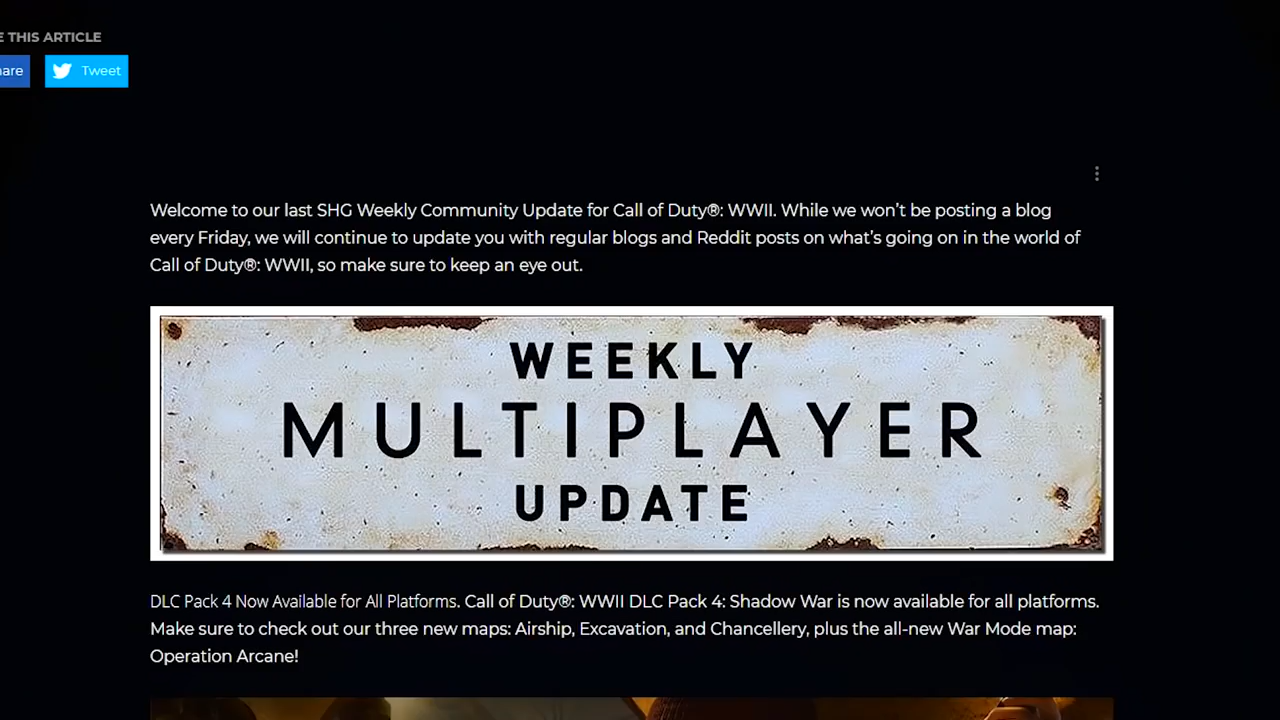 E THIS ARTICLE
are
Tweet
Welcome to our last SHG Weekly Community Update for Call of Duty®: WWII. While we won't be posting a blog
every Friday, we will continue to update you with regular blogs and Reddit posts on what's going on in the world of
Call of Duty®: WWII, so make sure to keep an eye out.
WEEKLY
MULTIPLAYER
UPDATE
DLC Pack 4 Now Available for All Platforms. Call of Duty®: WWII DLC Pack 4: Shadow War is now available for all platforms.
Make sure to check out our three new maps: Airship, Excavation, and Chancellery, plus the all-new War Mode map:
Operation Arcane!